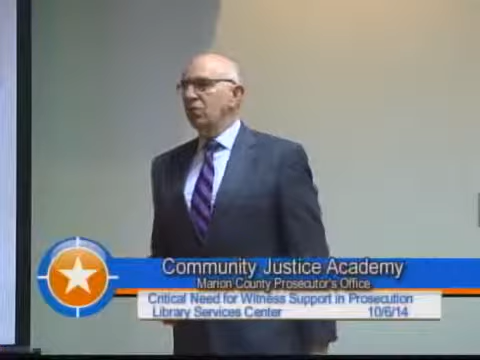 Community Justice Academy
Marion County Prosecutor's Office
Critical Need for Witness Support in Prosecution
Library Services Center 10/6/14